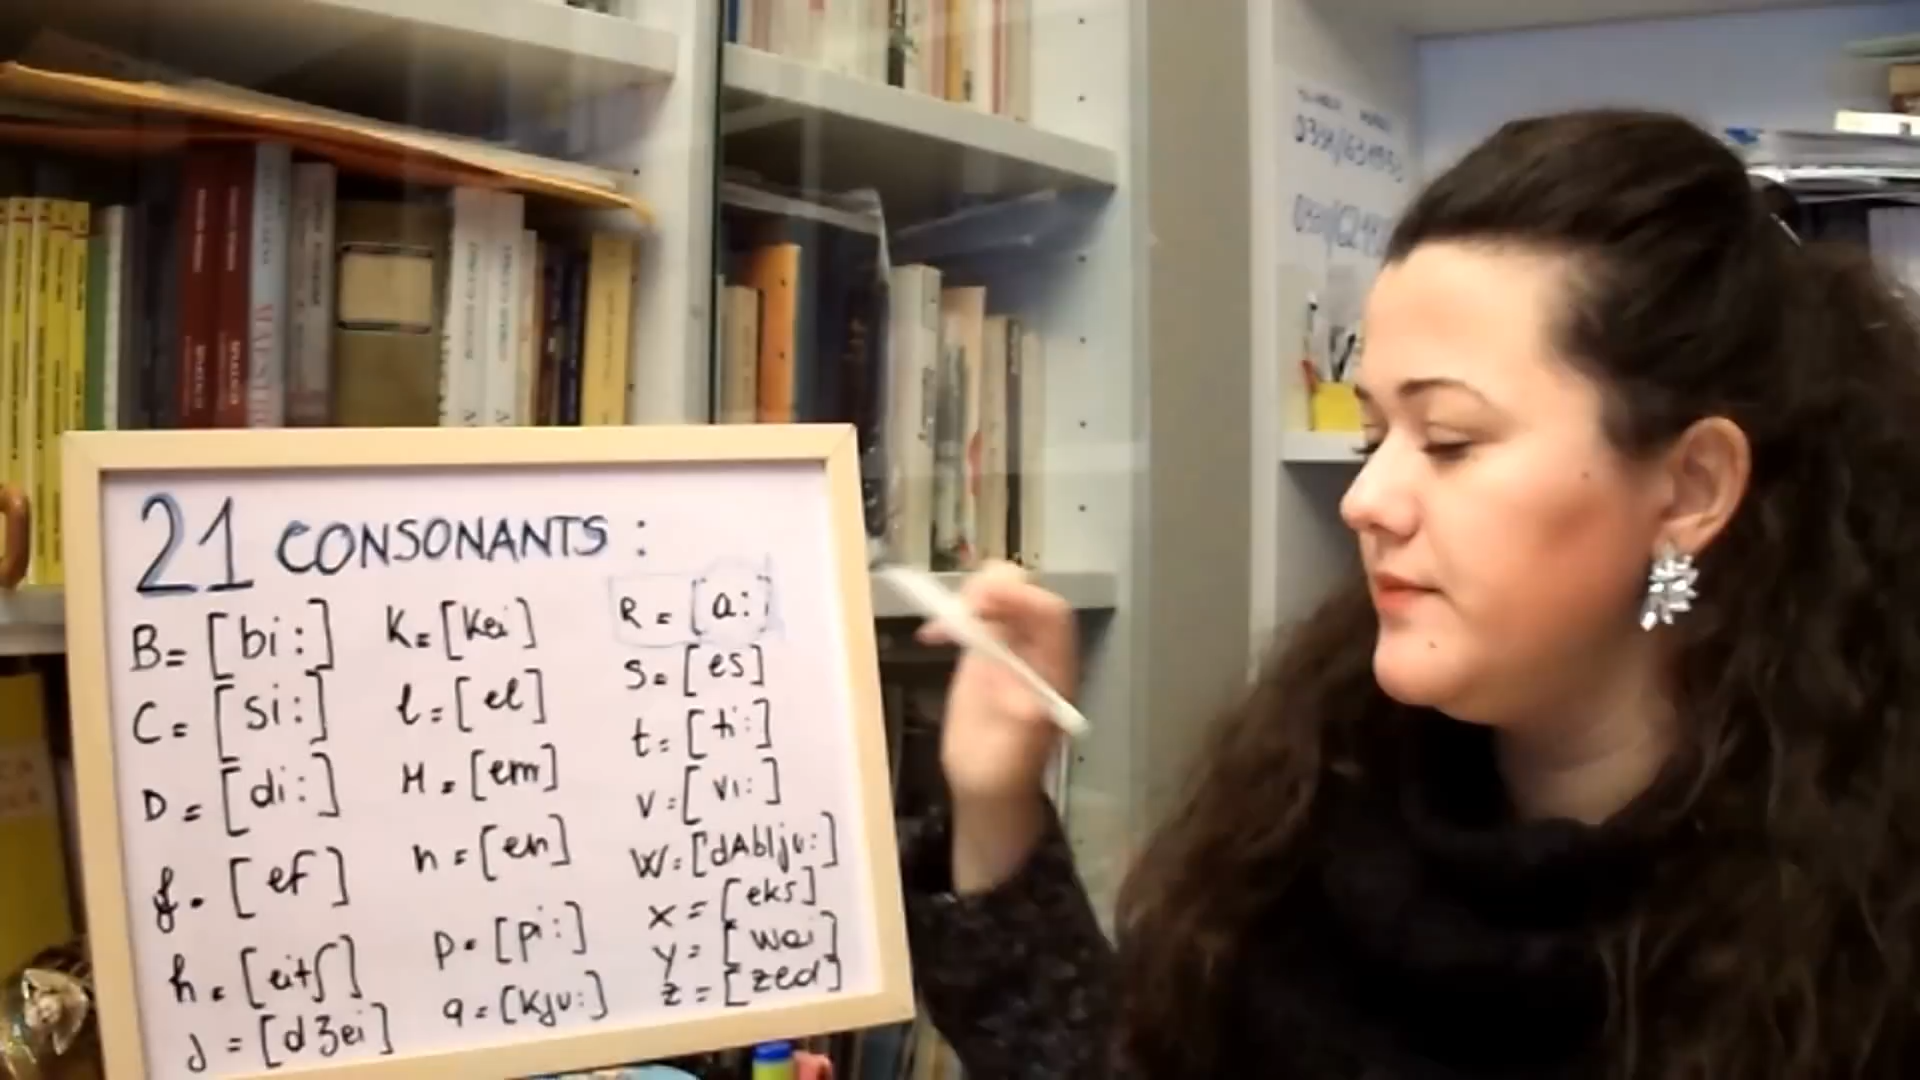 21 CONSONANTS:
B= [bi:]
C= [si:]
D= [di:]
f= [ef]
h= [eitʃ]
J= [dʒei]
K= [kei]
l= [el]
M= [em]
n= [en]
p= [pi:]
q= [kju:]
R= [a:]
S= [es]
t= [ti:]
V= [vi:]
W= ['dʌblju:]
X= [eks]
y= [wai]
z= [zed]